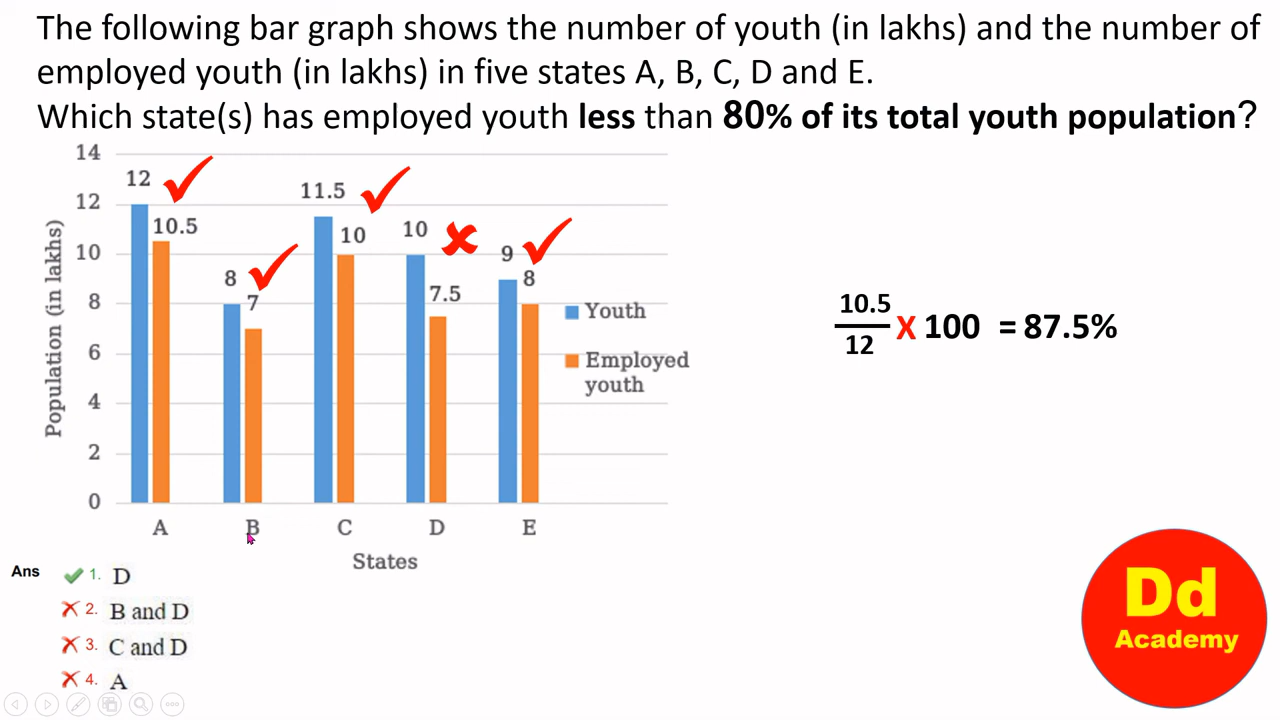 The following bar graph shows the number of youth (in lakhs) and the number of
employed youth (in lakhs) in five states A, B, C, D and E.
Which state(s) has employed youth less than 80% of its total youth population?
14
12
10
8
6
4
2
0
Population (in lakhs)
12
10.5
8
7
11.5
10
10
7.5
9
8
Youth
Employed
youth
A B C D E
States
10.5
12
X 100 = 87.5%
Ans
1. D
2. B and D
3. C and D
4. A
Dd
Academy